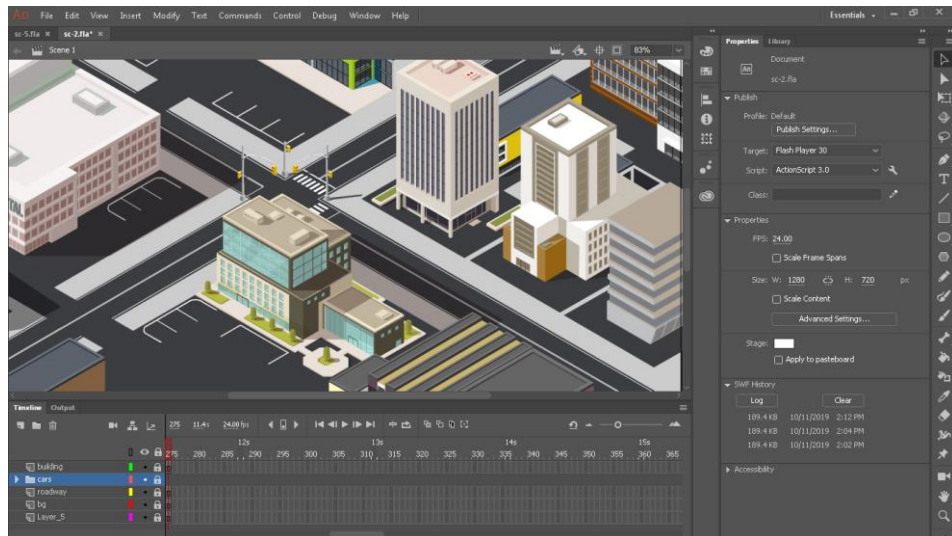 An File Edit View Insert Modify Text Commands Control Debug Window Help Essentials
sc-5.fla × sc-2.fla* ×
Scene 1 83%
Properties Library
Document
An
sc-2.fla
Publish
Profile: Default
Publish Settings...
Target: Flash Player 30
Script: ActionScript 3.0
Class:
Properties
FPS: 24.00
Scale Frame Spans
Size: W: 1280 H: 720 px
Scale Content
Advanced Settings...
Stage:
Apply to pasteboard
SWF History
Log Clear
189.4 KB 10/11/2019 2:12 PM
189.4 KB 10/11/2019 2:04 PM
189.4 KB 10/11/2019 2:02 PM
Accessibility
Timeline Output
275 11.4s 24.00 fps
12s 13s 14s 15s
275 280 285 290 295 300 305 310 315 320 325 330 335 340 345 350 355 360 365
building
cars
roadway
bg
Layer_5